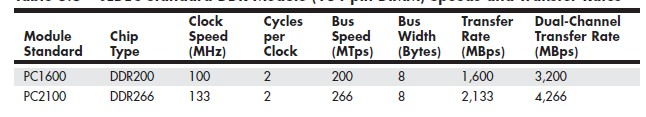 Clock Cycles Bus Bus Transfer Dual-Channel
Module Chip Speed per Speed Width Rate Transfer Rate
Standard Type (MHz) Clock (MTps) (Bytes) (MBps) (MBps)
PC1600 DDR200 100 2 200 8 1,600 3,200
PC2100 DDR266 133 2 266 8 2,133 4,266